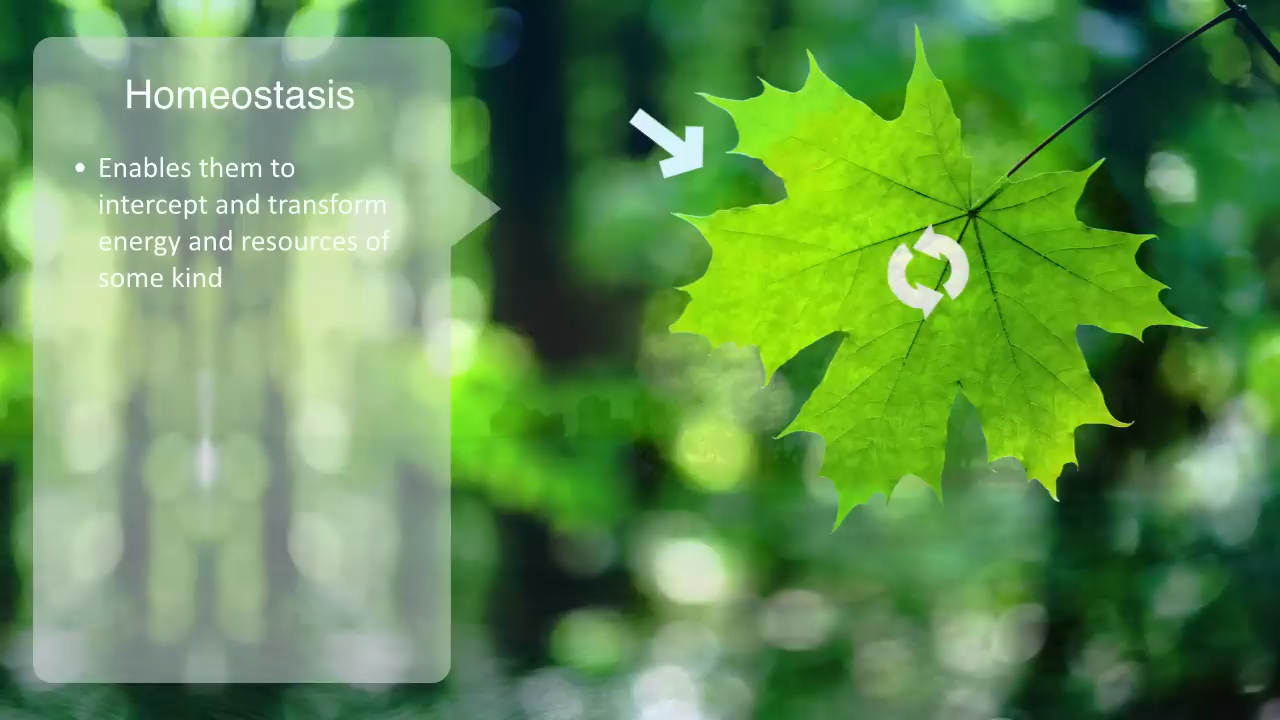 Homeostasis
• Enables them to
intercept and transform
energy and resources of
some kind